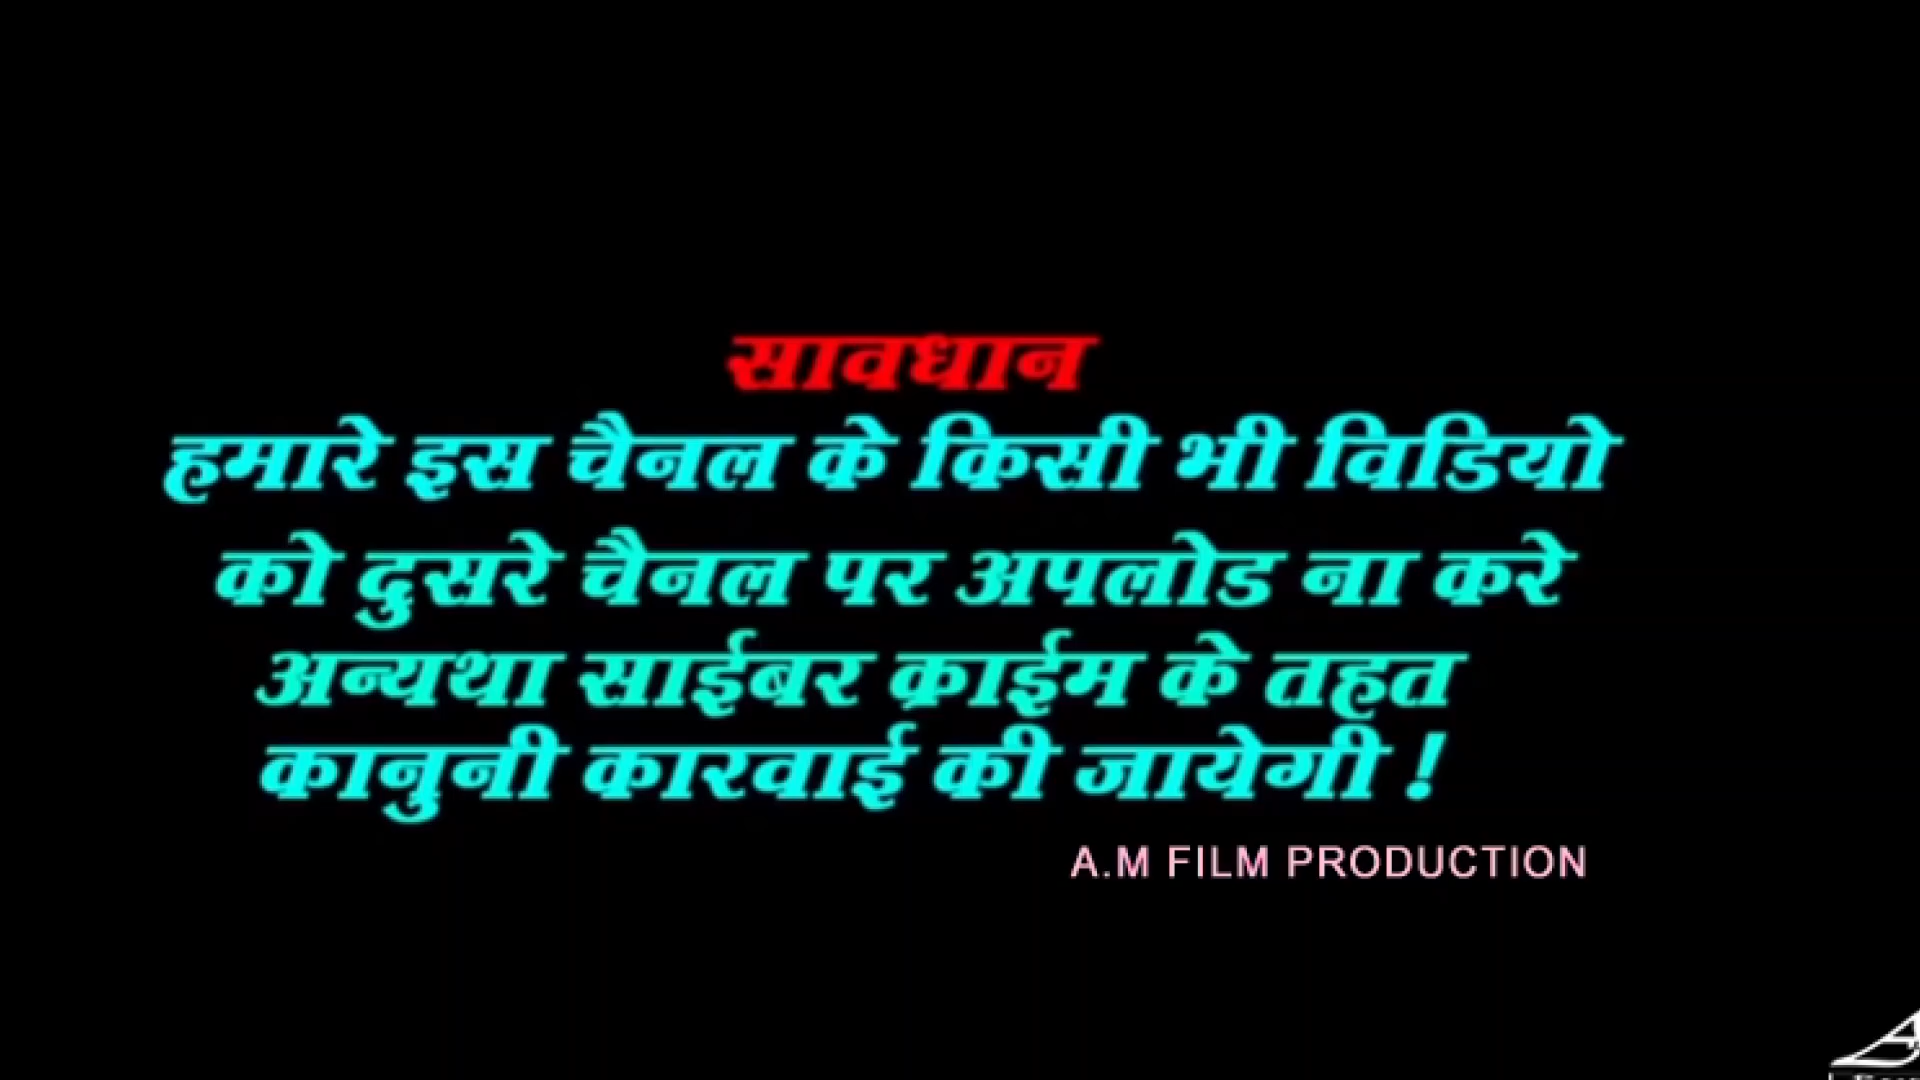 सावधान
हमारे इस चैनल के किसी भी विडियो
को दुसरे चैनल पर अपलोड ना करे
अन्यथा साईबर क्राईम के तहत
कानुनी कारवाई की जायेगी !
A.M FILM PRODUCTION